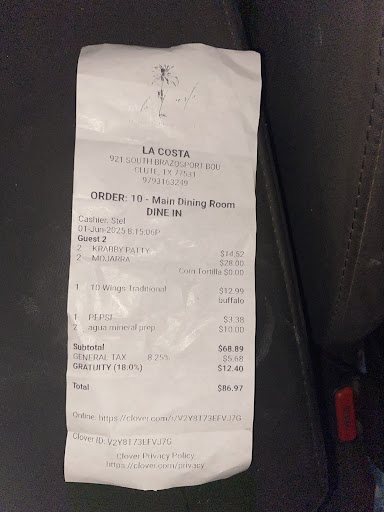 LA COSTA
921 SOUTH BRAZOSPORT BOU
CLUTE, TX 77531
9793163249
ORDER: 10 - Main Dining Room
DINE IN
Cashier: Stel
01-Jun-2025 8:15:06P
Guest 2
2 KRABBY PATTY $14.52
2 MOJARRA $28.00
Corn Tortilla $0.00
1 10 Wings Traditional $12.99
buffalo
1 PEPSI $3.38
2 agua mineral prep $10.00
Subtotal $68.89
GENERAL TAX 8.25% $5.68
GRATUITY (18.0%) $12.40
Total $86.97
Online: https://clover.com/r/V2Y8T73EFVJ7G
Clover ID: V2Y8T73EFVJ7G
Clover Privacy Policy
https://clover.com/privacy